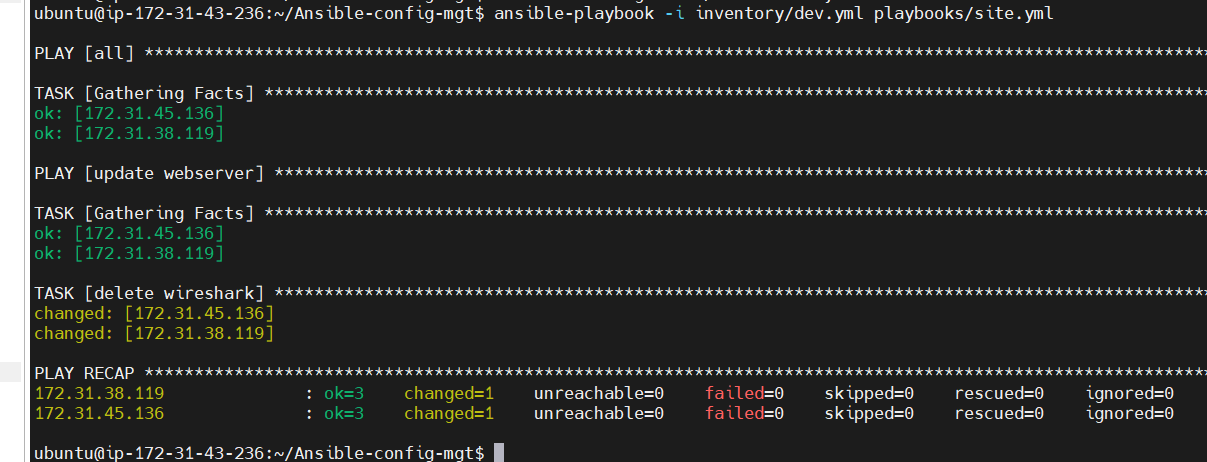 ubuntu@ip-172-31-43-236:~/Ansible-config-mgt$ ansible-playbook -i inventory/dev.yml playbooks/site.yml
PLAY [all] ***********************************************************************************************************
TASK [Gathering Facts] ***********************************************************************************************
ok: [172.31.45.136]
ok: [172.31.38.119]
PLAY [update webserver] **********************************************************************************************
TASK [Gathering Facts] ***********************************************************************************************
ok: [172.31.45.136]
ok: [172.31.38.119]
TASK [delete wireshark] **********************************************************************************************
changed: [172.31.45.136]
changed: [172.31.38.119]
PLAY RECAP ***********************************************************************************************************
172.31.38.119 : ok=3 changed=1 unreachable=0 failed=0 skipped=0 rescued=0 ignored=0
172.31.45.136 : ok=3 changed=1 unreachable=0 failed=0 skipped=0 rescued=0 ignored=0
ubuntu@ip-172-31-43-236:~/Ansible-config-mgt$